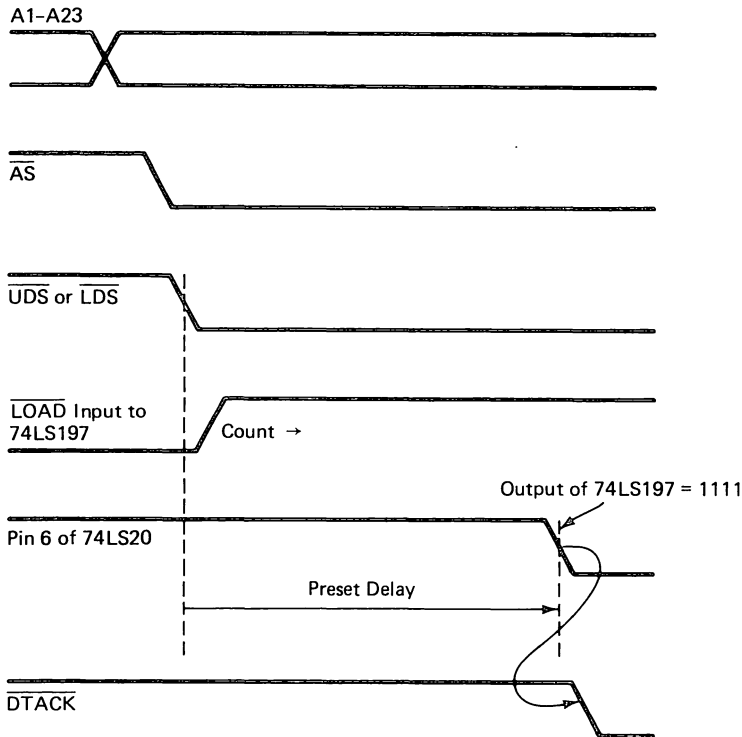 A1–A23
AS
UDS or LDS
LOAD Input to
74LS197
Count →
Output of 74LS197 = 1111
Pin 6 of 74LS20
Preset Delay
DTACK